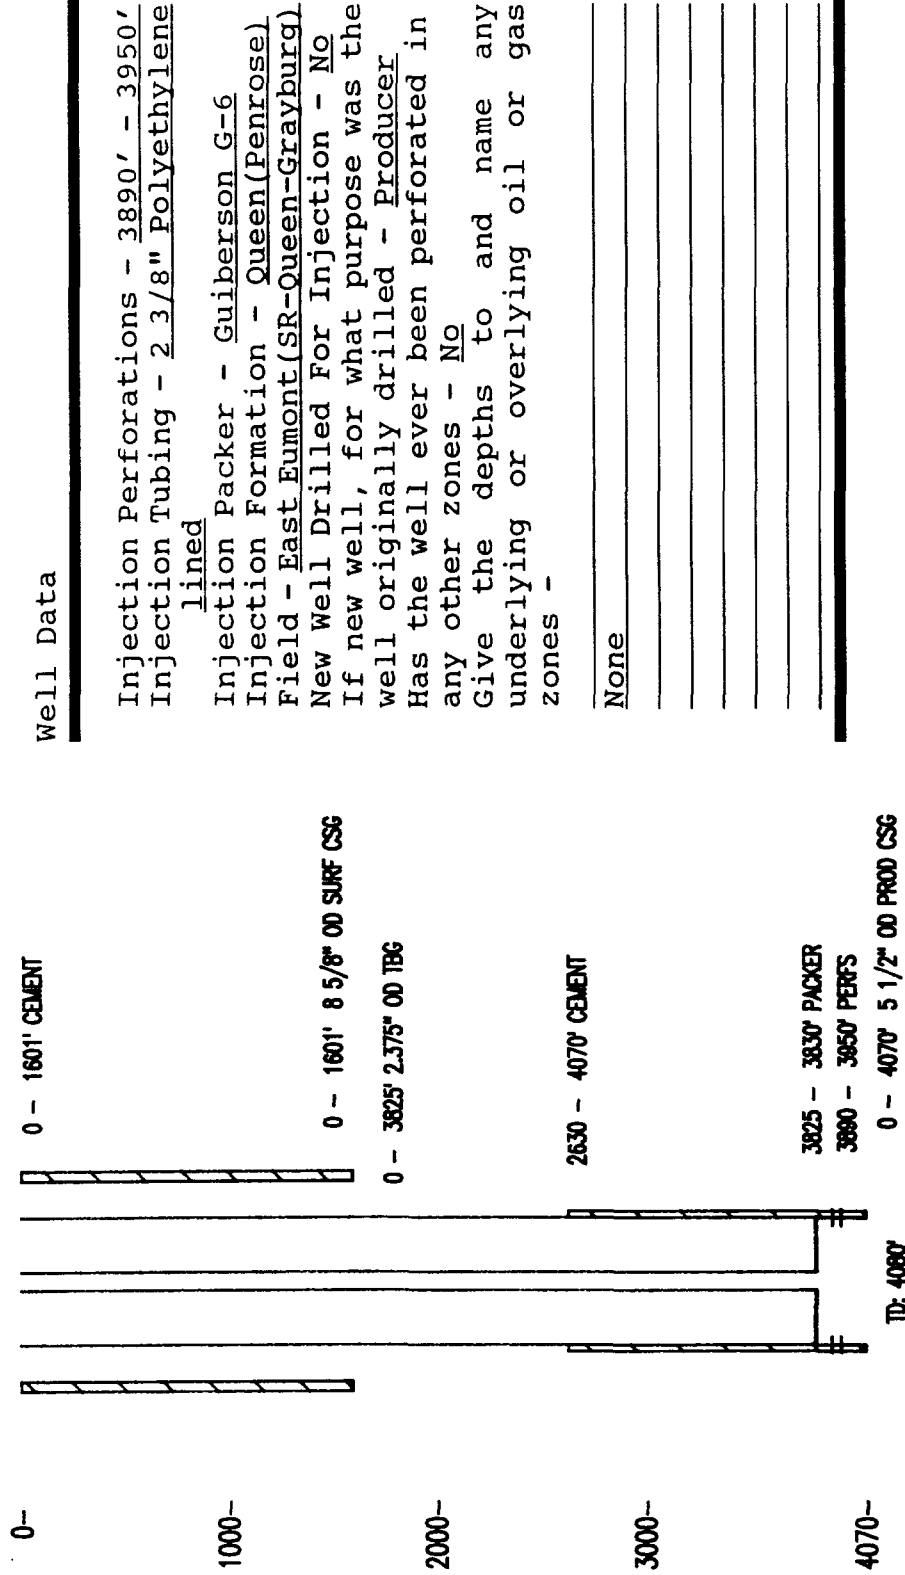 Well Data
Injection Perforations - 3890' - 3950'
Injection Tubing - 2 3/8" Polyethylene
lined
Injection Packer - Guiberson G-6
Injection Formation - Queen(Penrose)
Field - East Eumont(SR-Queen-Grayburg)
New Well Drilled For Injection - No
If new well, for what purpose was the
well originally drilled - Producer
Has the well ever been perforated in
any other zones - No
Give the depths to and name any
underlying or overlying oil or gas
zones -
None
0-
1000-
2000-
3000-
4070-
0 - 1601' CEMENT
0 - 1601' 8 5/8" OD SURF CSG
0 - 3825' 2.375" OD TBG
2630 - 4070' CEMENT
3825 - 3830' PACKER
3890 - 3950' PERFS
0 - 4070' 5 1/2" OD PROD CSG
TD: 4080'